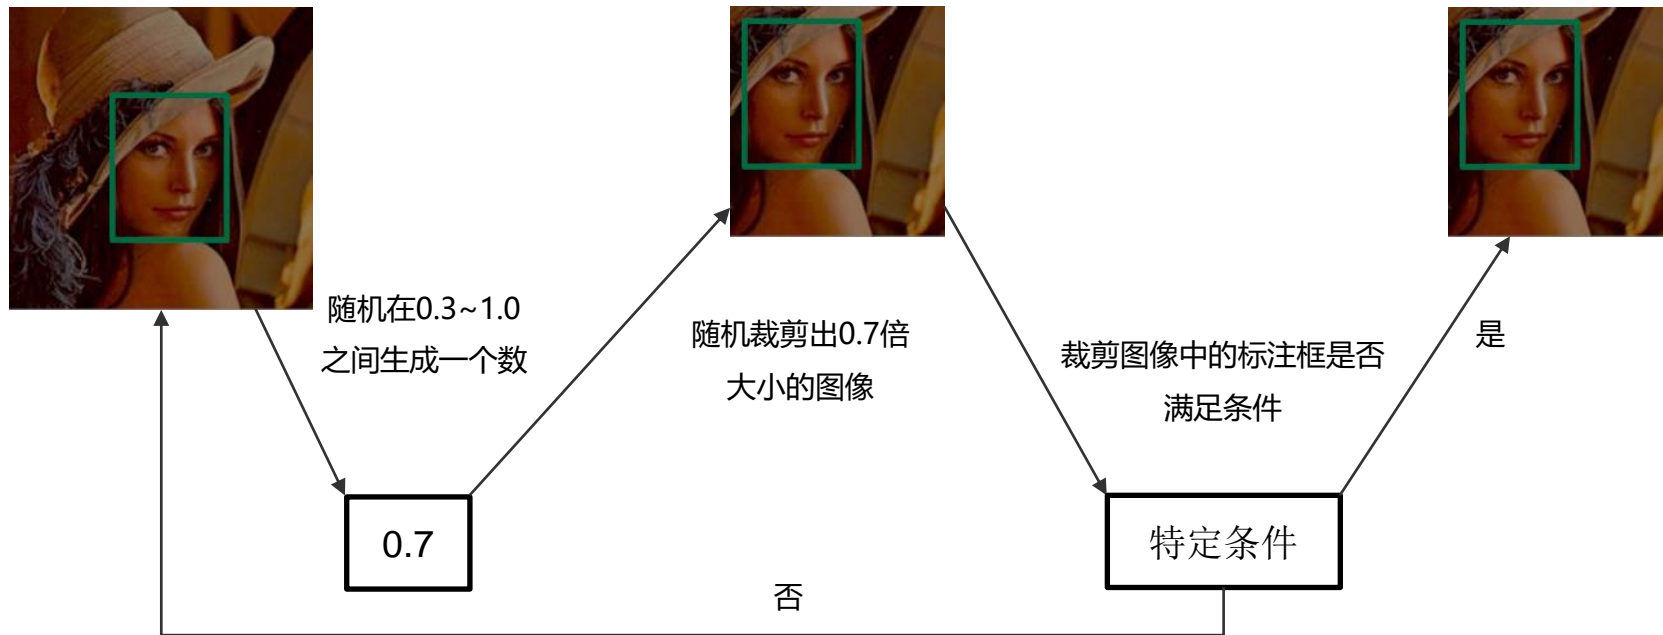 随机在0.3~1.0
之间生成一个数
随机裁剪出0.7倍
大小的图像
裁剪图像中的标注框是否
满足条件
是
0.7
特定条件
否